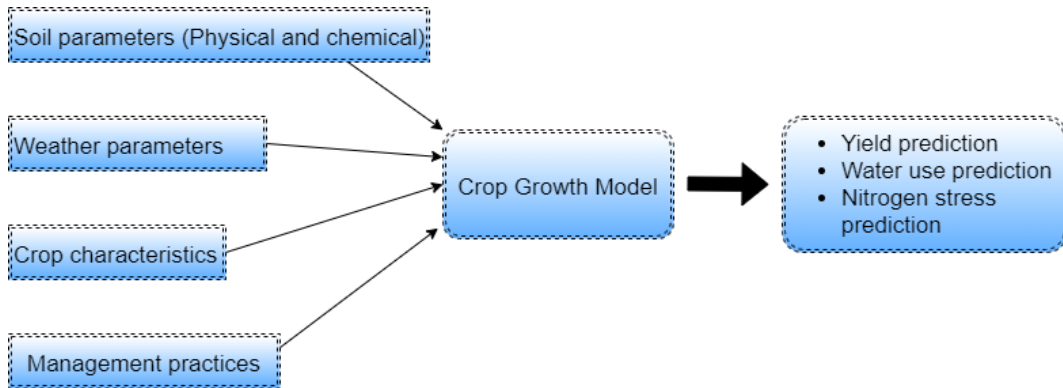 Soil parameters (Physical and chemical)
Weather parameters
Crop characteristics
Management practices
Crop Growth Model
• Yield prediction
• Water use prediction
• Nitrogen stress
prediction